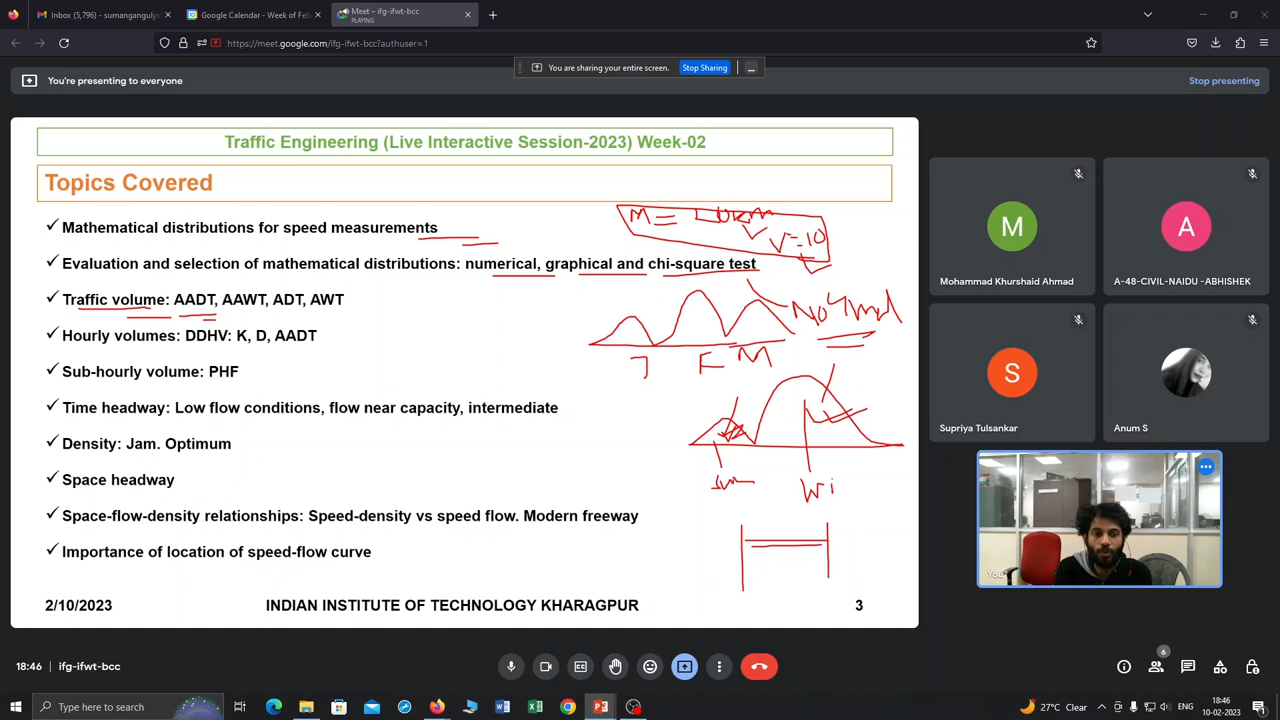 Inbox (5,796) - sumangangulys
Google Calendar - Week of Fe
Meet – ifg-ifwt-bcc
PLAYING
https://meet.google.com/ifg-ifwt-bcc?authuser=1
You are sharing your entire screen.
Stop Sharing
You're presenting to everyone
Stop presenting
Traffic Engineering (Live Interactive Session-2023) Week-02
Topics Covered
✓ Mathematical distributions for speed measurements
✓ Evaluation and selection of mathematical distributions: numerical, graphical and chi-square test
✓ Traffic volume: AADT, AAWT, ADT, AWT
✓ Hourly volumes: DDHV: K, D, AADT
✓ Sub-hourly volume: PHF
✓ Time headway: Low flow conditions, flow near capacity, intermediate
✓ Density: Jam. Optimum
✓ Space headway
✓ Space-flow-density relationships: Speed-density vs speed flow. Modern freeway
✓ Importance of location of speed-flow curve
M =
V=10
J F M
Wi
2/10/2023
INDIAN INSTITUTE OF TECHNOLOGY KHARAGPUR
3
M
Mohammad Khurshaid Ahmad
A
A-48-CIVIL-NAIDU -ABHISHEK
S
Supriya Tulsankar
Anum S
You
18:46
ifg-ifwt-bcc
6
Type here to search
27°C Clear
ENG
18:46
10-02-2023